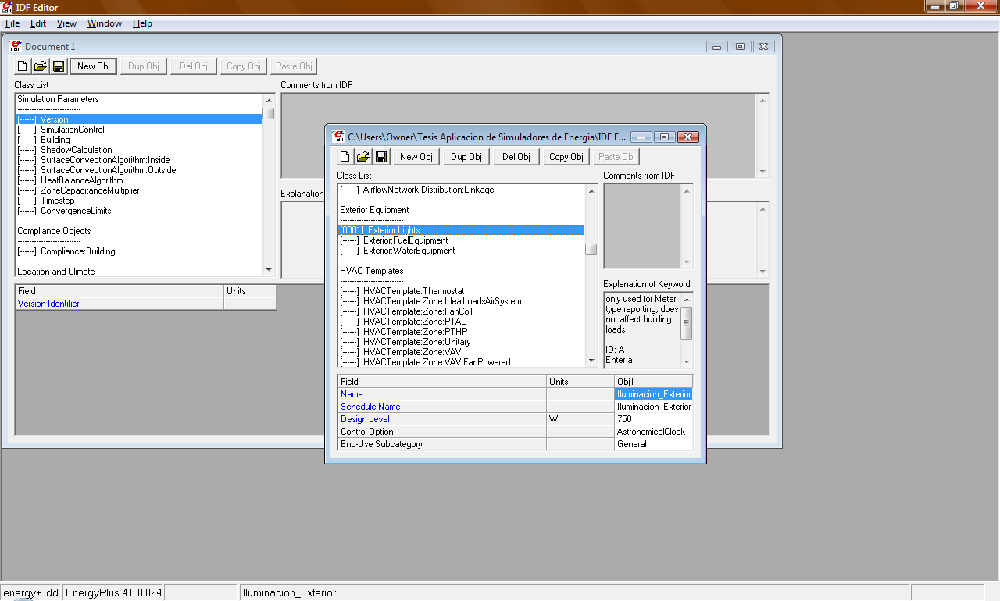 IDF Editor
File Edit View Window Help
Document 1
New Obj Dup Obj Del Obj Copy Obj Paste Obj
Class List
Comments from IDF
Simulation Parameters
-------------------------
[------] Version
[------] SimulationControl
[------] Building
[------] ShadowCalculation
[------] SurfaceConvectionAlgorithm:Inside
[------] SurfaceConvectionAlgorithm:Outside
[------] HeatBalanceAlgorithm
[------] ZoneCapacitanceMultiplier
[------] Timestep
[------] ConvergenceLimits
Compliance Objects
-------------------------
[------] Compliance:Building
Location and Climate
Explanation
Field Units
Version Identifier
C:\Users\Owner\Tesis Aplicacion de Simuladores de Energia\IDF E...
New Obj Dup Obj Del Obj Copy Obj Paste Obj
Class List
Comments from IDF
[------] AirflowNetwork:Distribution:Linkage
Exterior Equipment
-------------------------
[0001] Exterior:Lights
[------] Exterior:FuelEquipment
[------] Exterior:WaterEquipment
HVAC Templates
-------------------------
[------] HVACTemplate:Thermostat
[------] HVACTemplate:Zone:IdealLoadsAirSystem
[------] HVACTemplate:Zone:FanCoil
[------] HVACTemplate:Zone:PTAC
[------] HVACTemplate:Zone:PTHP
[------] HVACTemplate:Zone:Unitary
[------] HVACTemplate:Zone:VAV
[------] HVACTemplate:Zone:VAV:FanPowered
Explanation of Keyword
only used for Meter
type reporting, does
not affect building
loads
ID: A1
Enter a
Field Units Obj1
Name Iluminacion_Exterior
Schedule Name Iluminacion_Exterior
Design Level W 750
Control Option AstronomicalClock
End-Use Subcategory General
energy+.idd EnergyPlus 4.0.0.024 Iluminacion_Exterior